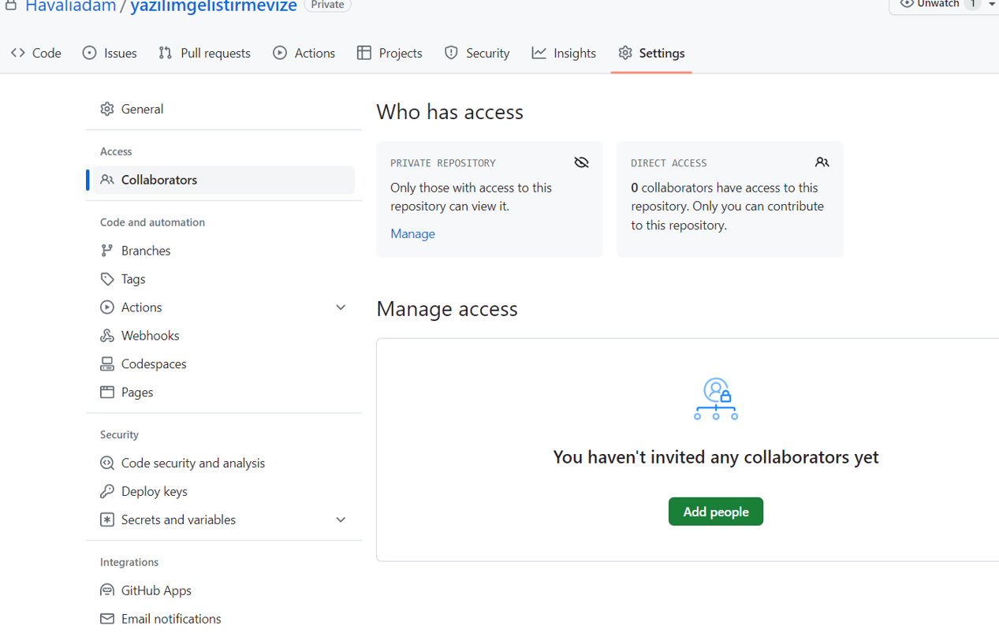 Havaliadam / yazilimgelistirmevize Private
Unwatch 1
Code Issues Pull requests Actions Projects Security Insights Settings
General
Access
Collaborators
Code and automation
Branches
Tags
Actions
Webhooks
Codespaces
Pages
Security
Code security and analysis
Deploy keys
Secrets and variables
Integrations
GitHub Apps
Email notifications
Who has access
PRIVATE REPOSITORY
Only those with access to this
repository can view it.
Manage
DIRECT ACCESS
0 collaborators have access to this
repository. Only you can contribute
to this repository.
Manage access
You haven't invited any collaborators yet
Add people